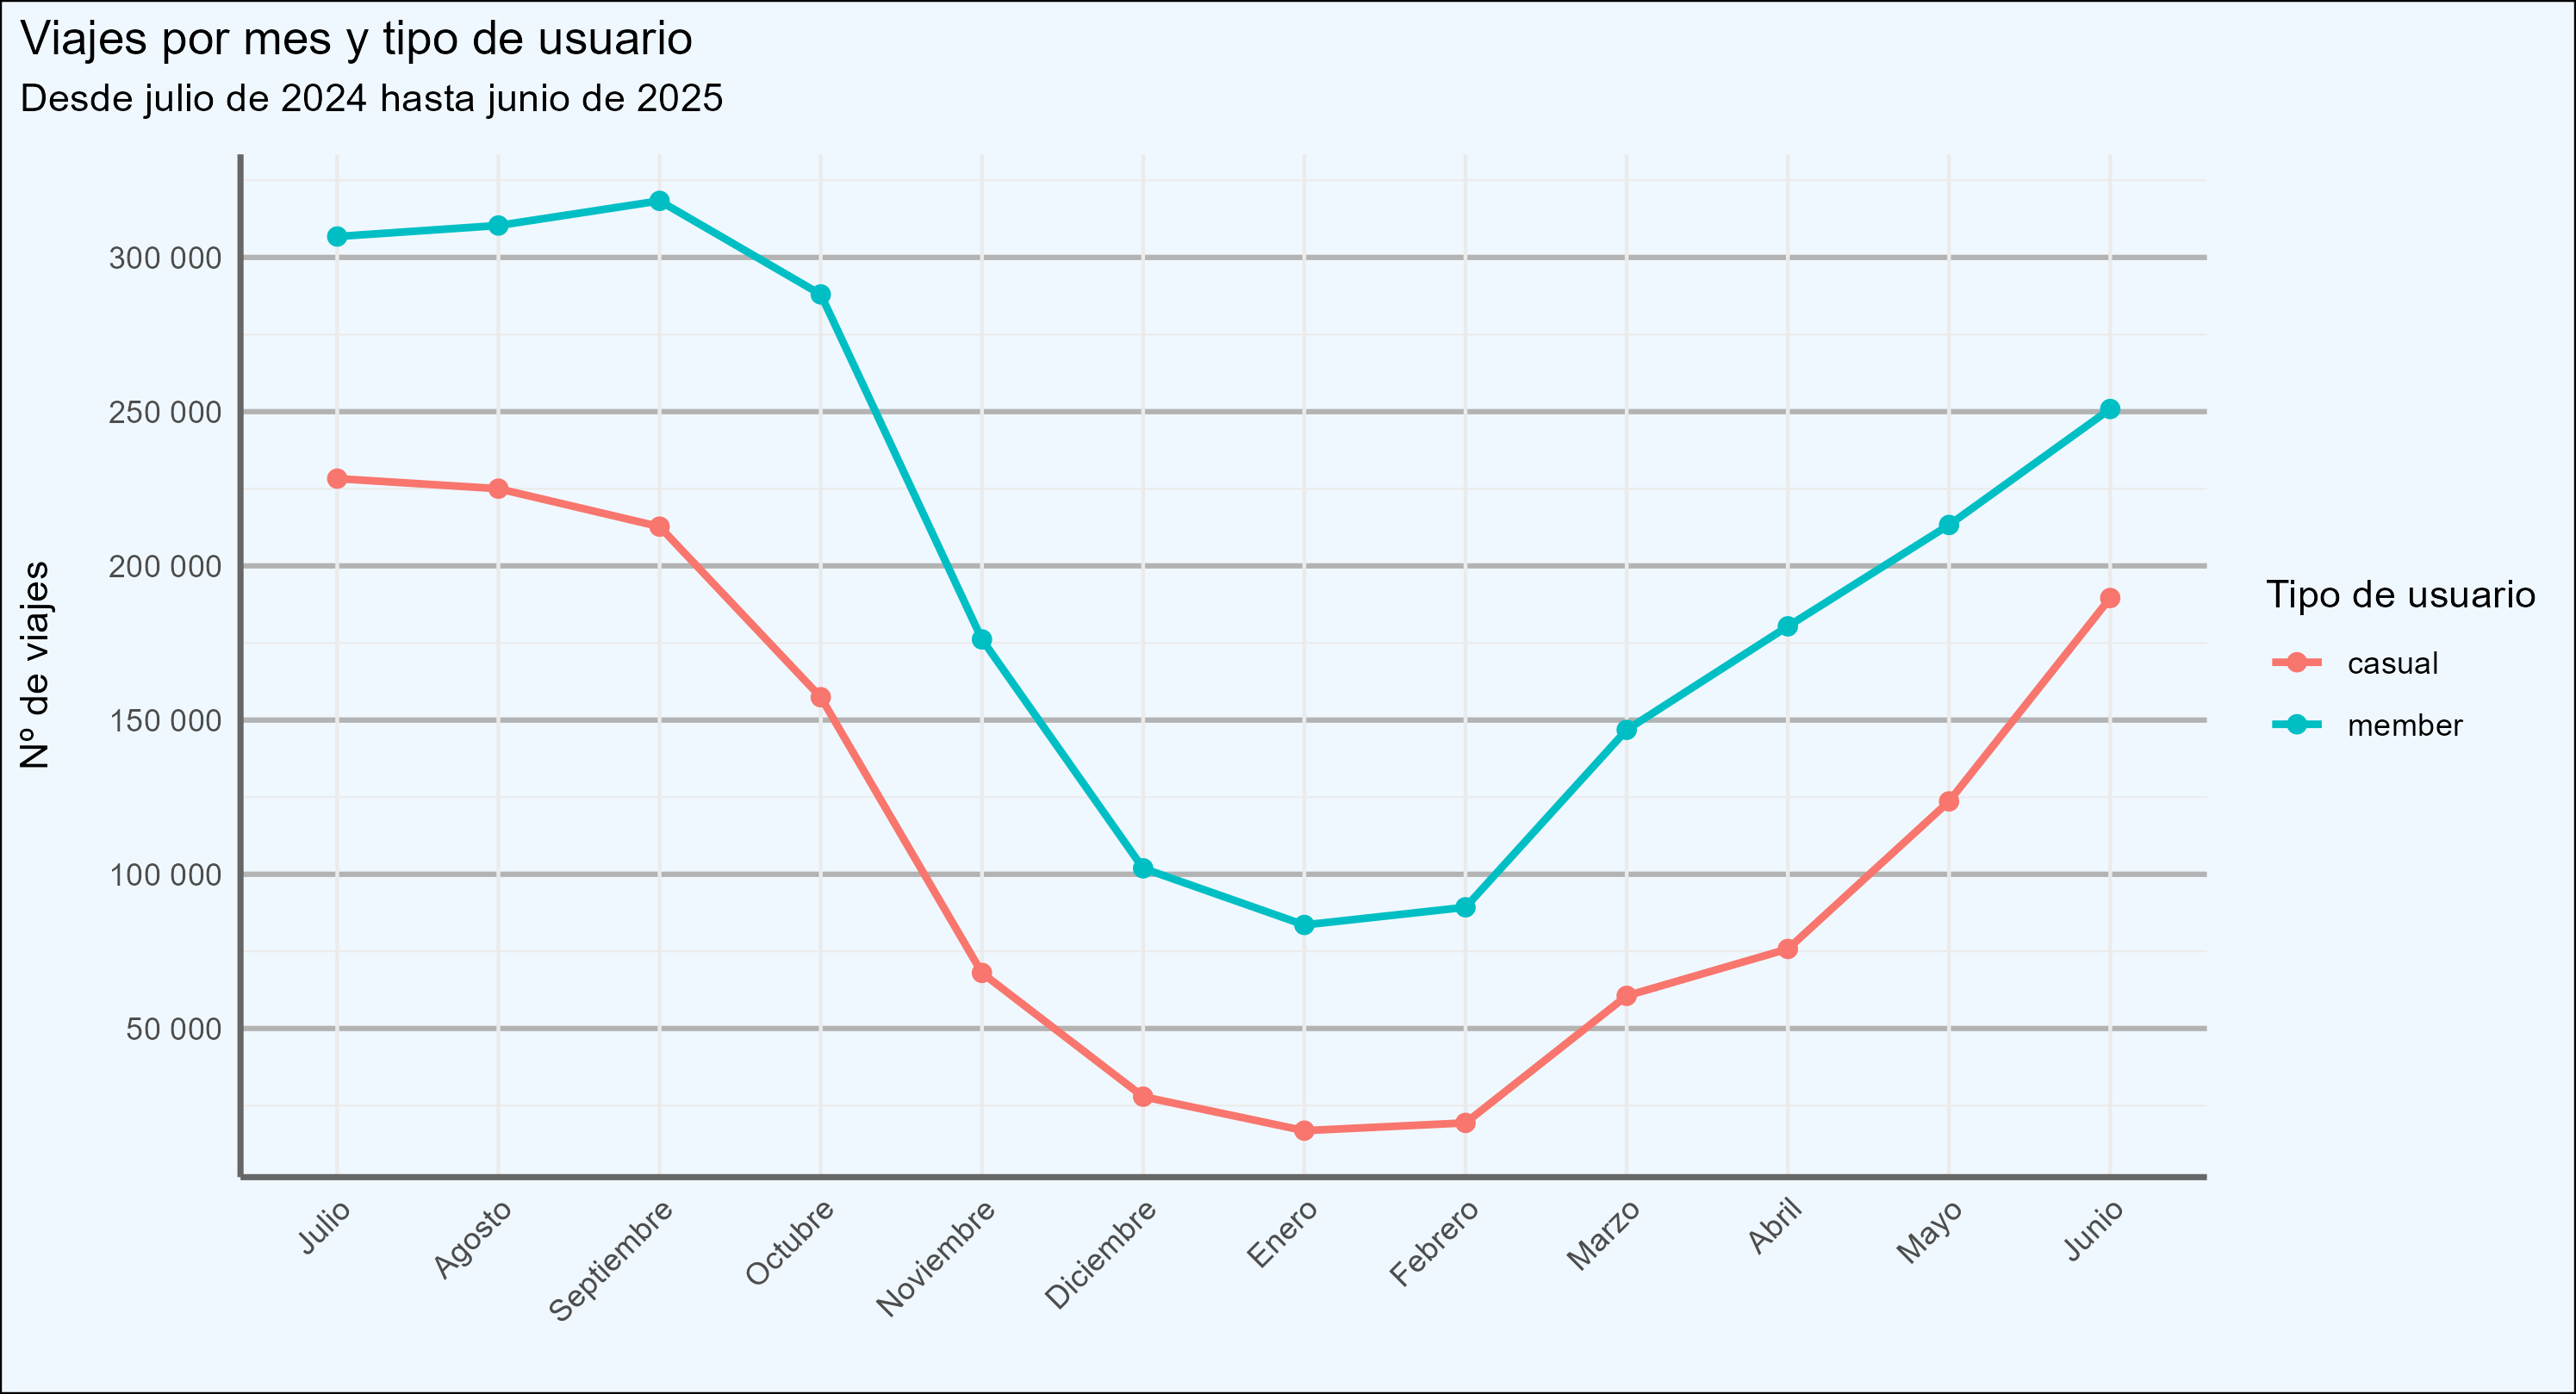 Viajes por mes y tipo de usuario
Desde julio de 2024 hasta junio de 2025
Nº de viajes
300 000
250 000
200 000
150 000
100 000
50 000
Julio
Agosto
Septiembre
Octubre
Noviembre
Diciembre
Enero
Febrero
Marzo
Abril
Mayo
Junio
Tipo de usuario
casual
member